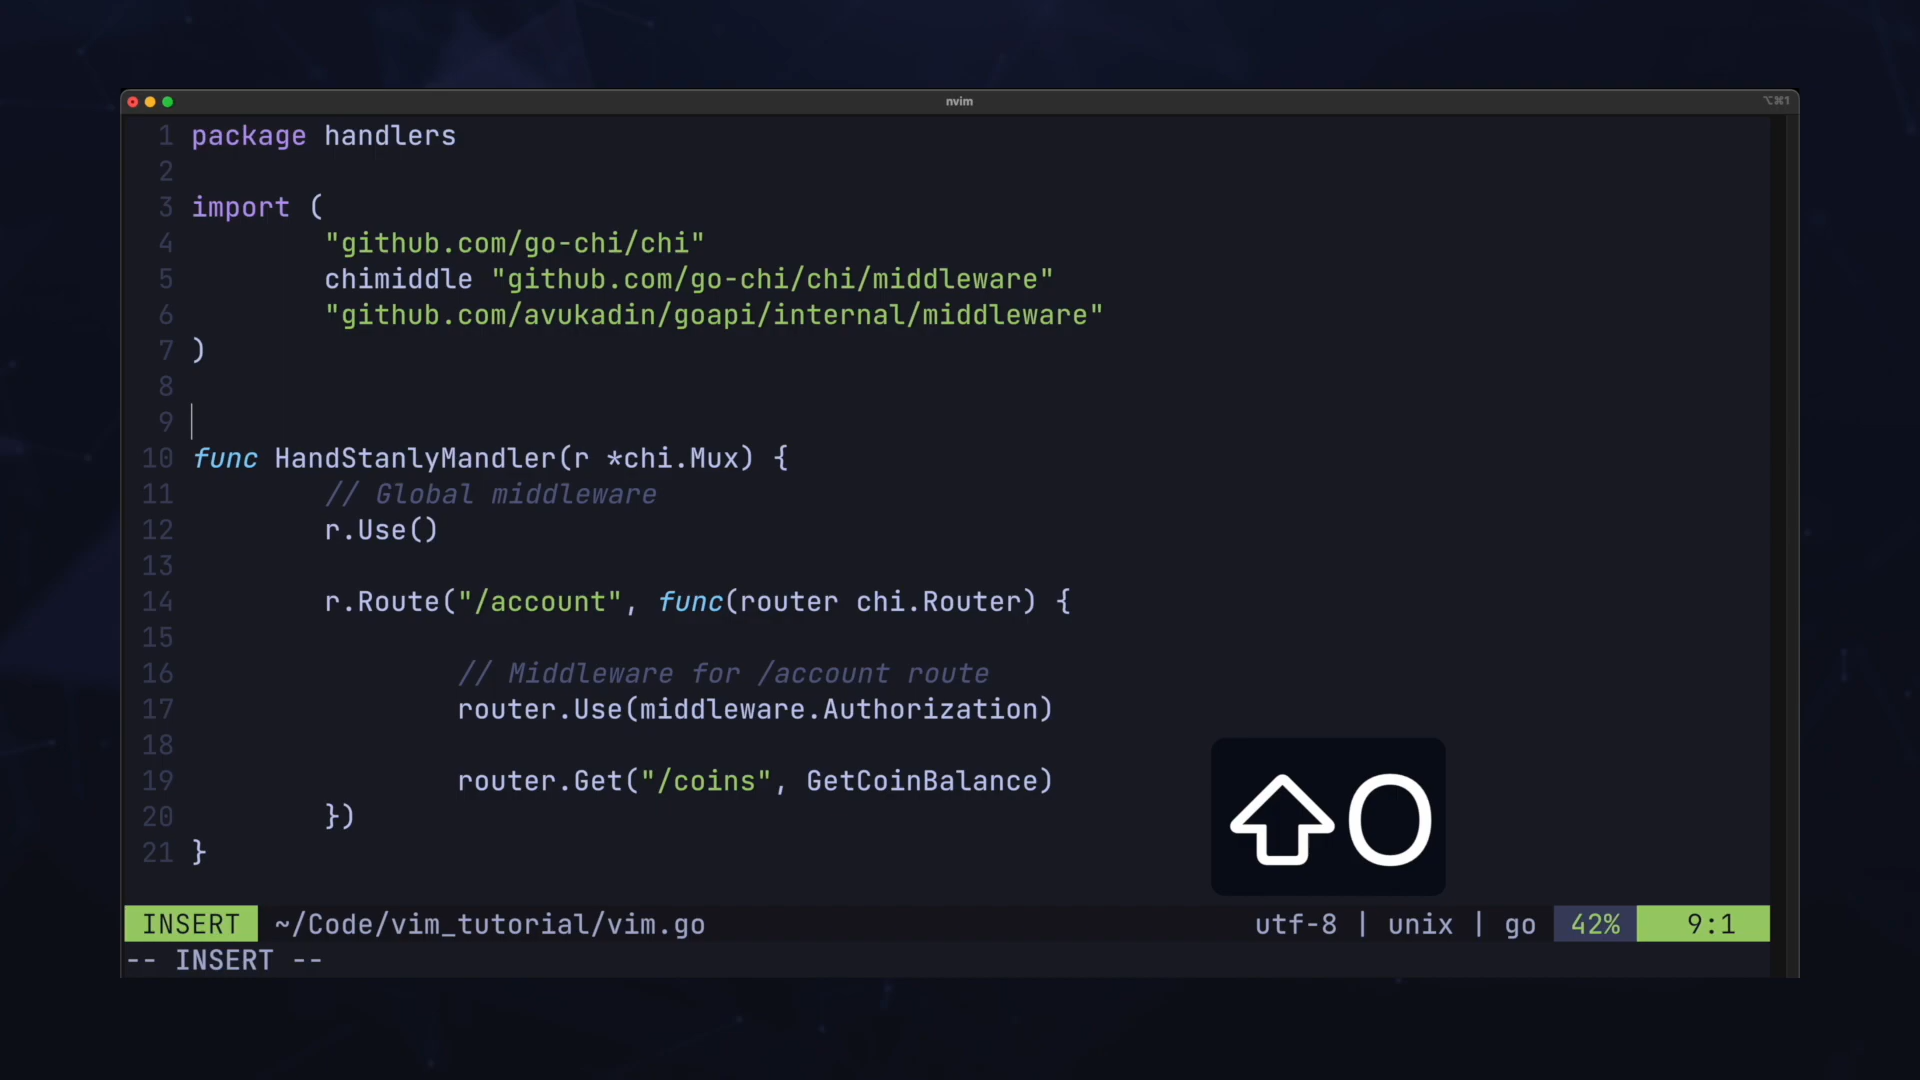 nvim
⌥⌘1
1 package handlers
2
3 import (
4 "github.com/go-chi/chi"
5 chimiddle "github.com/go-chi/chi/middleware"
6 "github.com/avukadin/goapi/internal/middleware"
7 )
8
9
10 func HandStanlyMandler(r *chi.Mux) {
11 // Global middleware
12 r.Use()
13
14 r.Route("/account", func(router chi.Router) {
15
16 // Middleware for /account route
17 router.Use(middleware.Authorization)
18
19 router.Get("/coins", GetCoinBalance)
20 })
21 }
⇧O
INSERT ~/Code/vim_tutorial/vim.go utf-8 | unix | go 42% 9:1
-- INSERT --